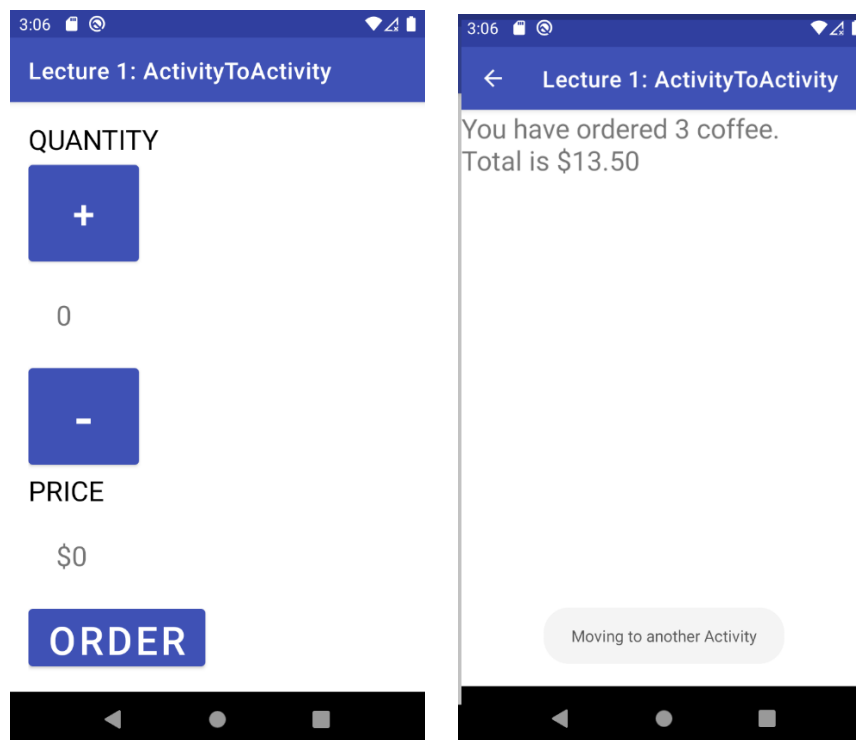 3:06
Lecture 1: ActivityToActivity
QUANTITY
+
0
-
PRICE
$0
ORDER
3:06
Lecture 1: ActivityToActivity
You have ordered 3 coffee.
Total is $13.50
Moving to another Activity